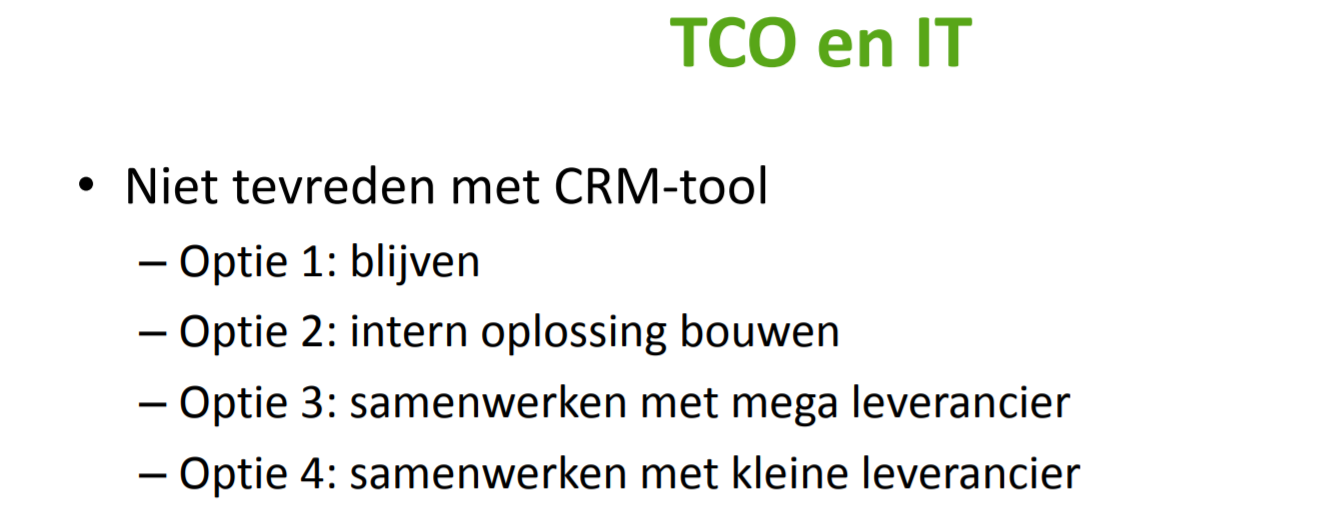 TCO en IT
• Niet tevreden met CRM-tool
– Optie 1: blijven
– Optie 2: intern oplossing bouwen
– Optie 3: samenwerken met mega leverancier
– Optie 4: samenwerken met kleine leverancier